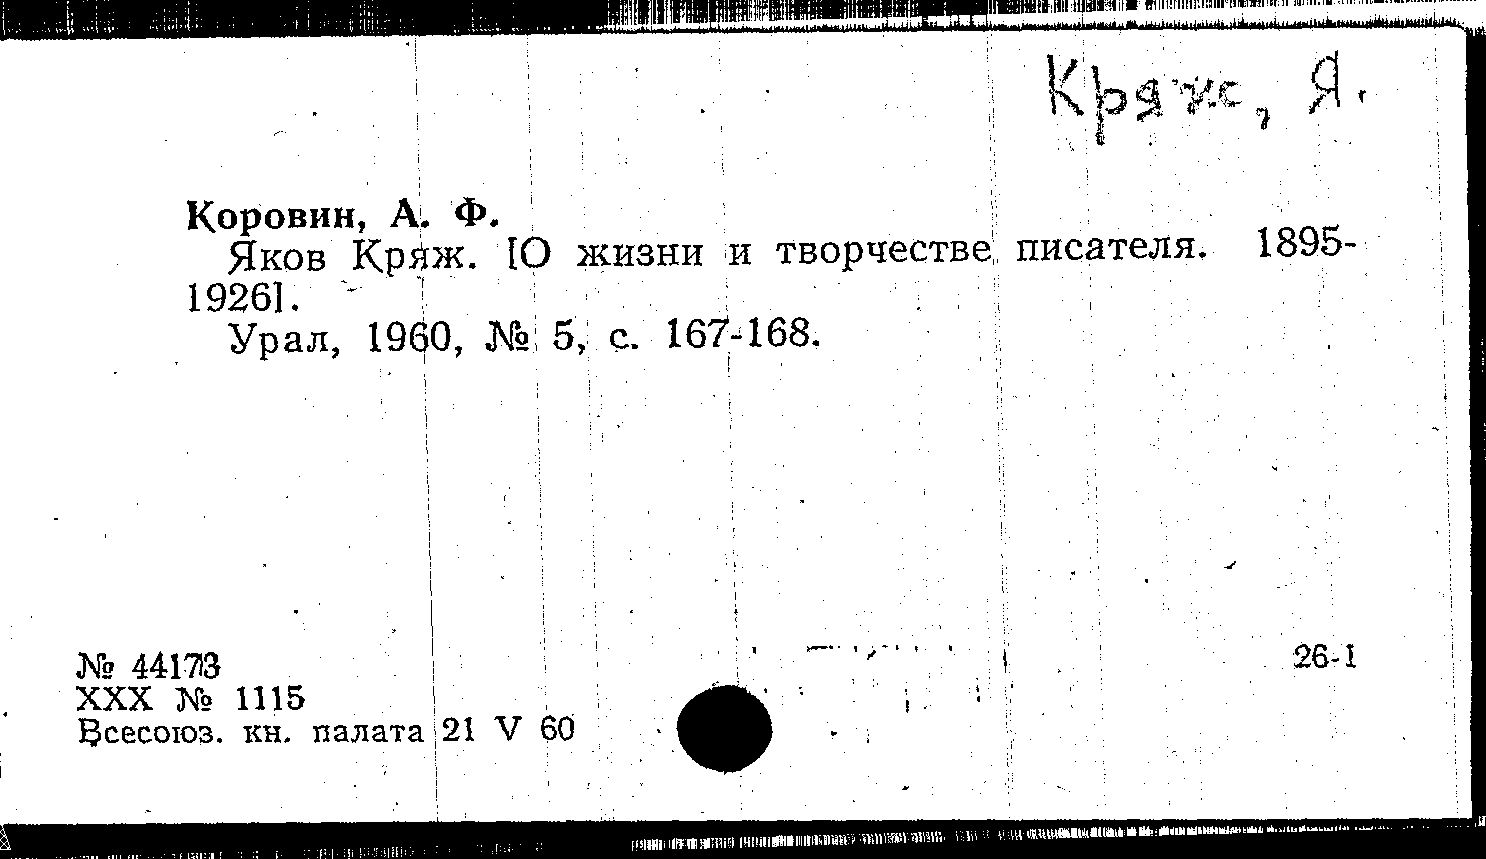 Кряж, Я.
Коровин, А. Ф.
Яков Кряж. [О жизни и творчестве писателя. 1895-
1926].
Урал, 1960, № 5, с. 167-168.
№ 44173
26-1
XXX № 1115
Всесоюз. кн. палата 21 V 60